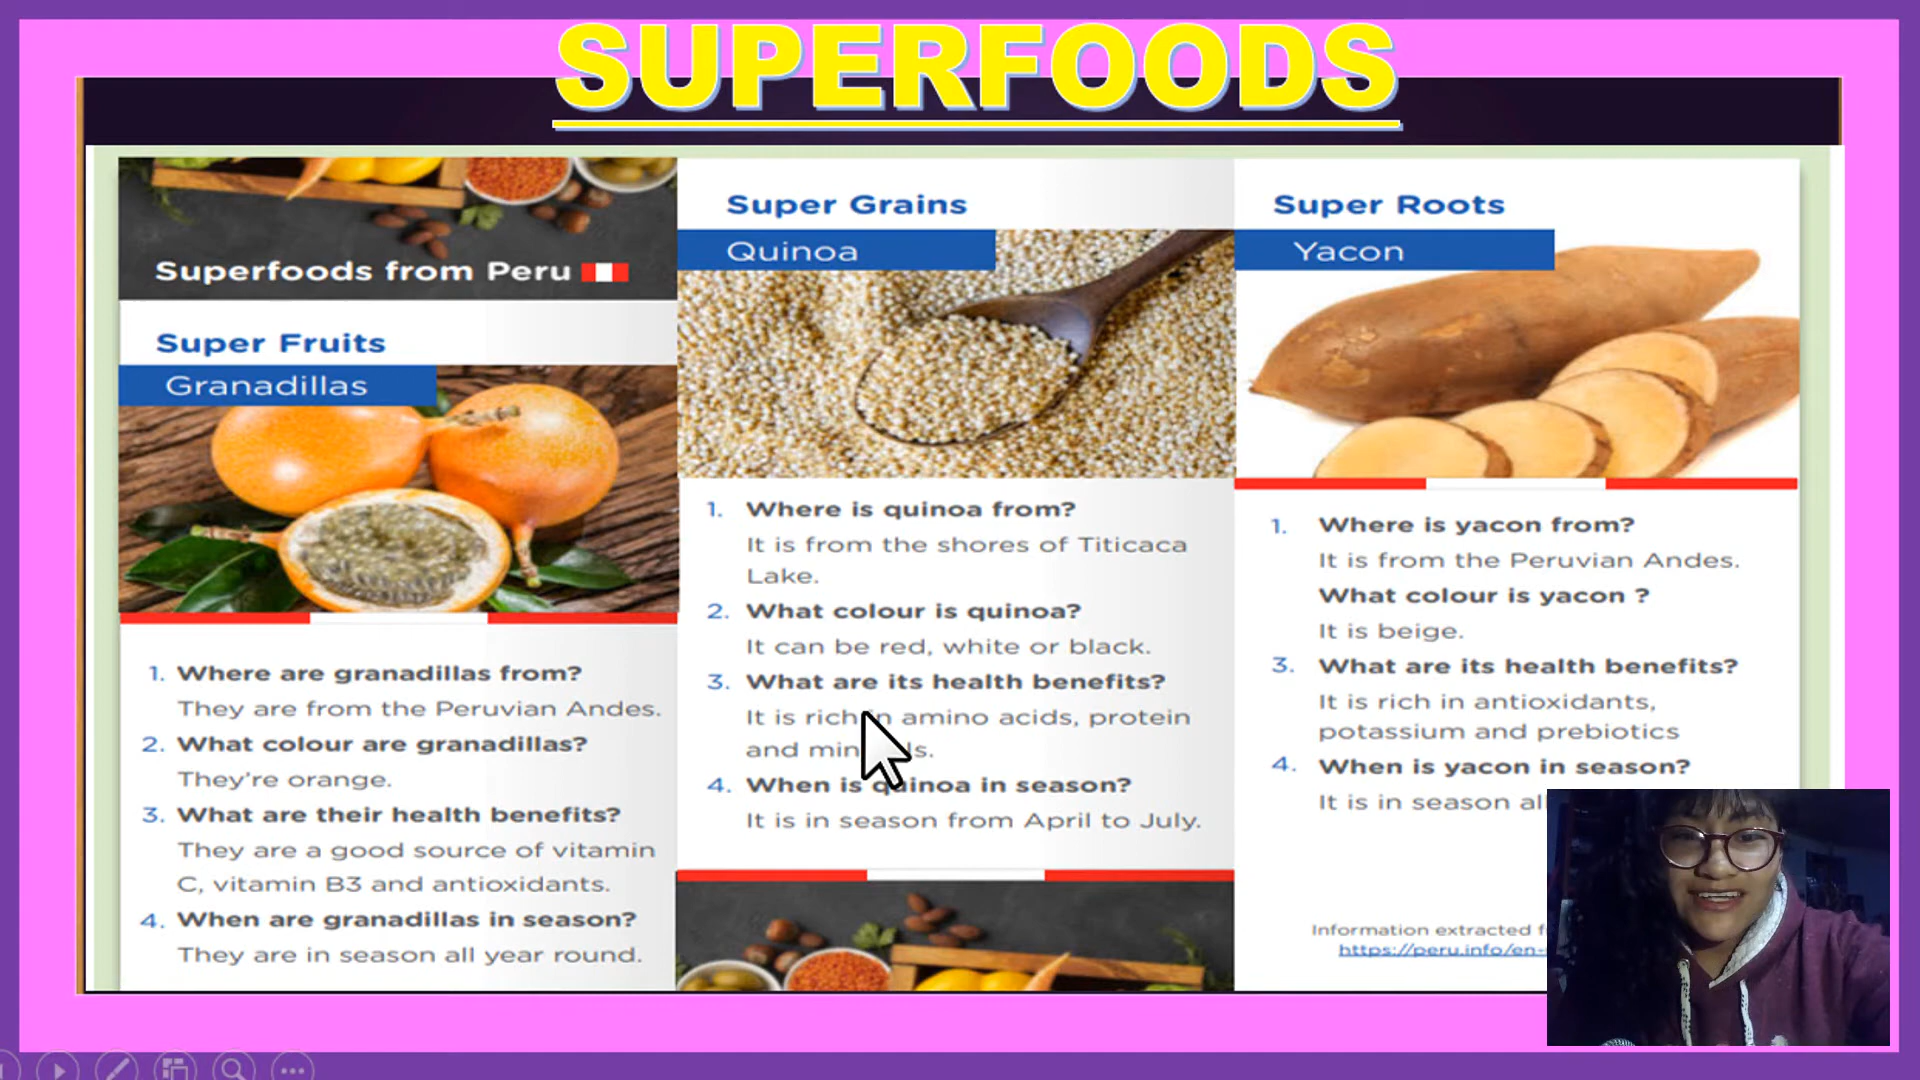 SUPERFOODS
Superfoods from Peru
Super Fruits
Granadillas
1. Where are granadillas from?
They are from the Peruvian Andes.
2. What colour are granadillas?
They're orange.
3. What are their health benefits?
They are a good source of vitamin
C, vitamin B3 and antioxidants.
4. When are granadillas in season?
They are in season all year round.
Super Grains
Quinoa
1. Where is quinoa from?
It is from the shores of Titicaca
Lake.
2. What colour is quinoa?
It can be red, white or black.
3. What are its health benefits?
It is rich in amino acids, protein
and
4. When is quinoa in season?
It is in season from April to July.
Super Roots
Yacon
1. Where is yacon from?
It is from the Peruvian Andes.
What colour is yacon ?
It is beige.
3. What are its health benefits?
It is rich in antioxidants,
potassium and prebiotics
4. When is yacon in season?
It is in season all
Information extracted
https://peru.info/en-